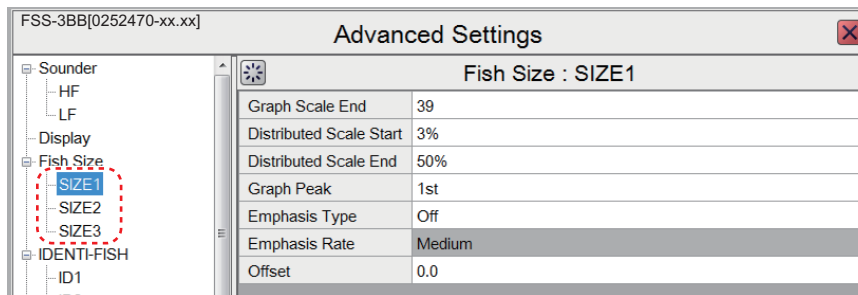 FSS-3BB[0252470-xx.xx]
Advanced Settings
Sounder
HF
LF
Display
Fish Size
SIZE1
SIZE2
SIZE3
IDENTI-FISH
ID1
Fish Size : SIZE1
Graph Scale End 39
Distributed Scale Start 3%
Distributed Scale End 50%
Graph Peak 1st
Emphasis Type Off
Emphasis Rate Medium
Offset 0.0